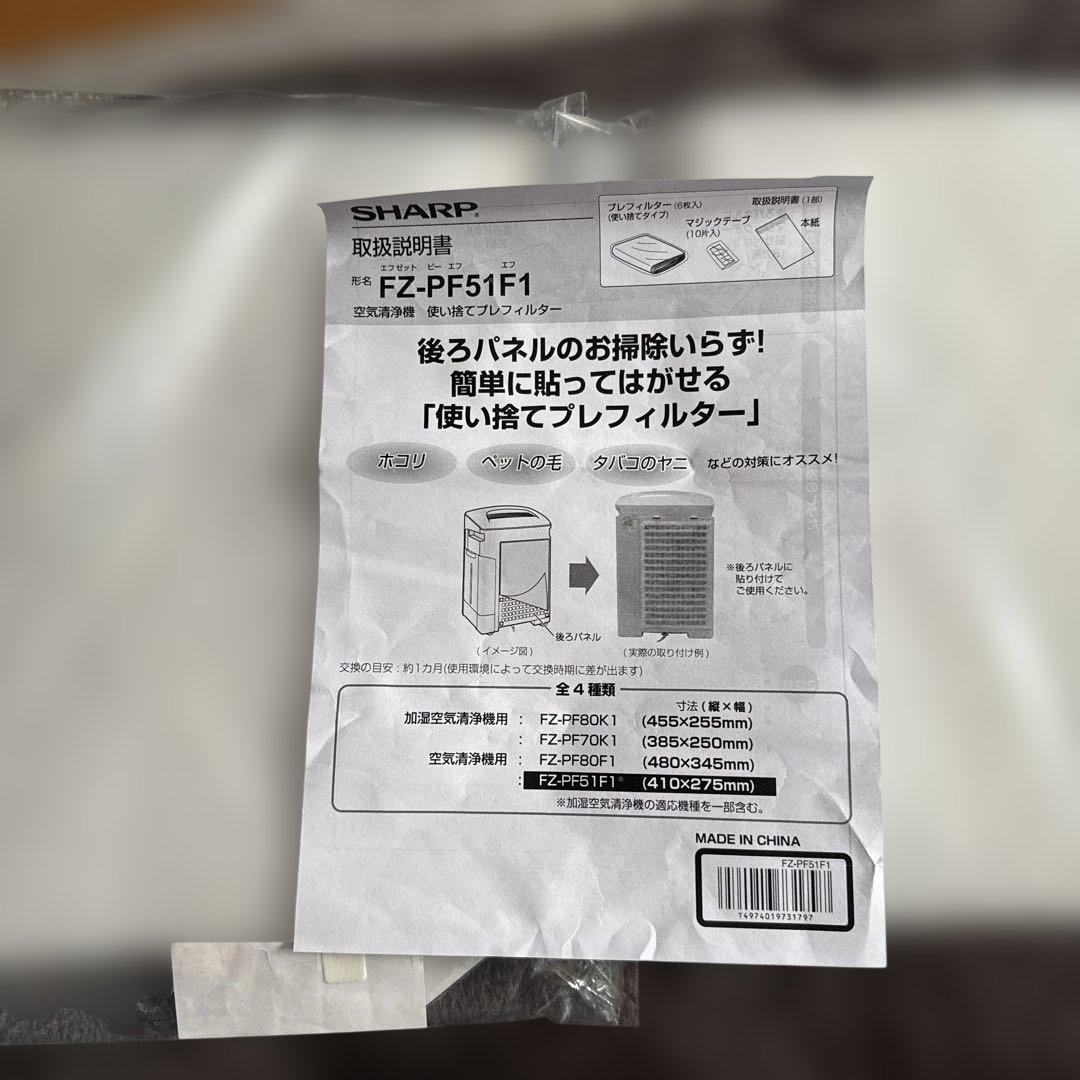 SHARP®
取扱説明書
エフゼット ピー エフ エフ
形名 FZ-PF51F1
空気清浄機 使い捨てプレフィルター
プレフィルター(6枚入)
(使い捨てタイプ)
マジックテープ
(10片入)
取扱説明書(1部)
本紙
後ろパネルのお掃除いらず!
簡単に貼ってはがせる
「使い捨てプレフィルター」
ホコリ ペットの毛 タバコのヤニ などの対策にオススメ!
後ろパネル
(イメージ図)
(実際の取り付け例)
※後ろパネルに
貼り付けて
ご使用ください。
交換の目安:約1カ月(使用環境によって交換時期に差が出ます)
全4種類
寸法(縦×幅)
加湿空気清浄機用 : FZ-PF80K1 (455×255mm)
: FZ-PF70K1 (385×250mm)
空気清浄機用 : FZ-PF80F1 (480×345mm)
: FZ-PF51F1※ (410×275mm)
※加湿空気清浄機の適応機種を一部含む。
MADE IN CHINA
FZ-PF51F1
T4974019731797